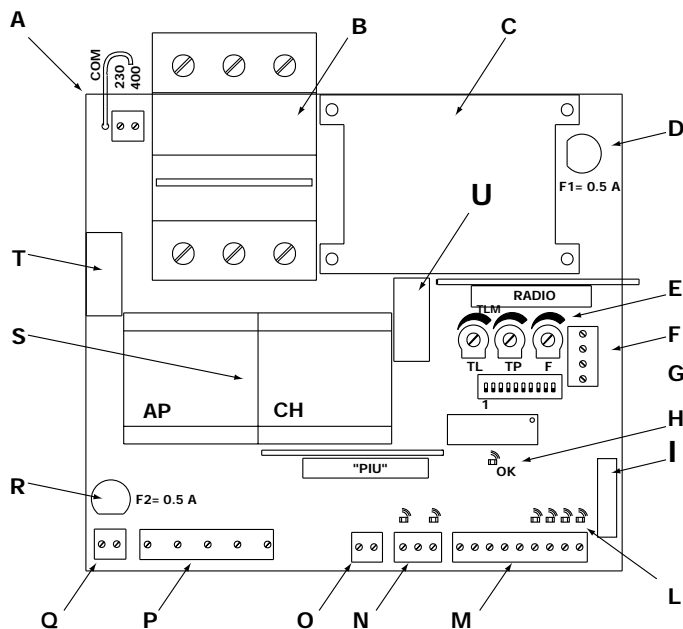 A
B
C
COM
230
400
D
F1= 0.5 A
U
T
RADIO
E
TLM
S
F
TL
TP
F
G
1
AP
CH
H
OK
I
"PIU"
R
F2= 0.5 A
L
Q
P
O
N
M